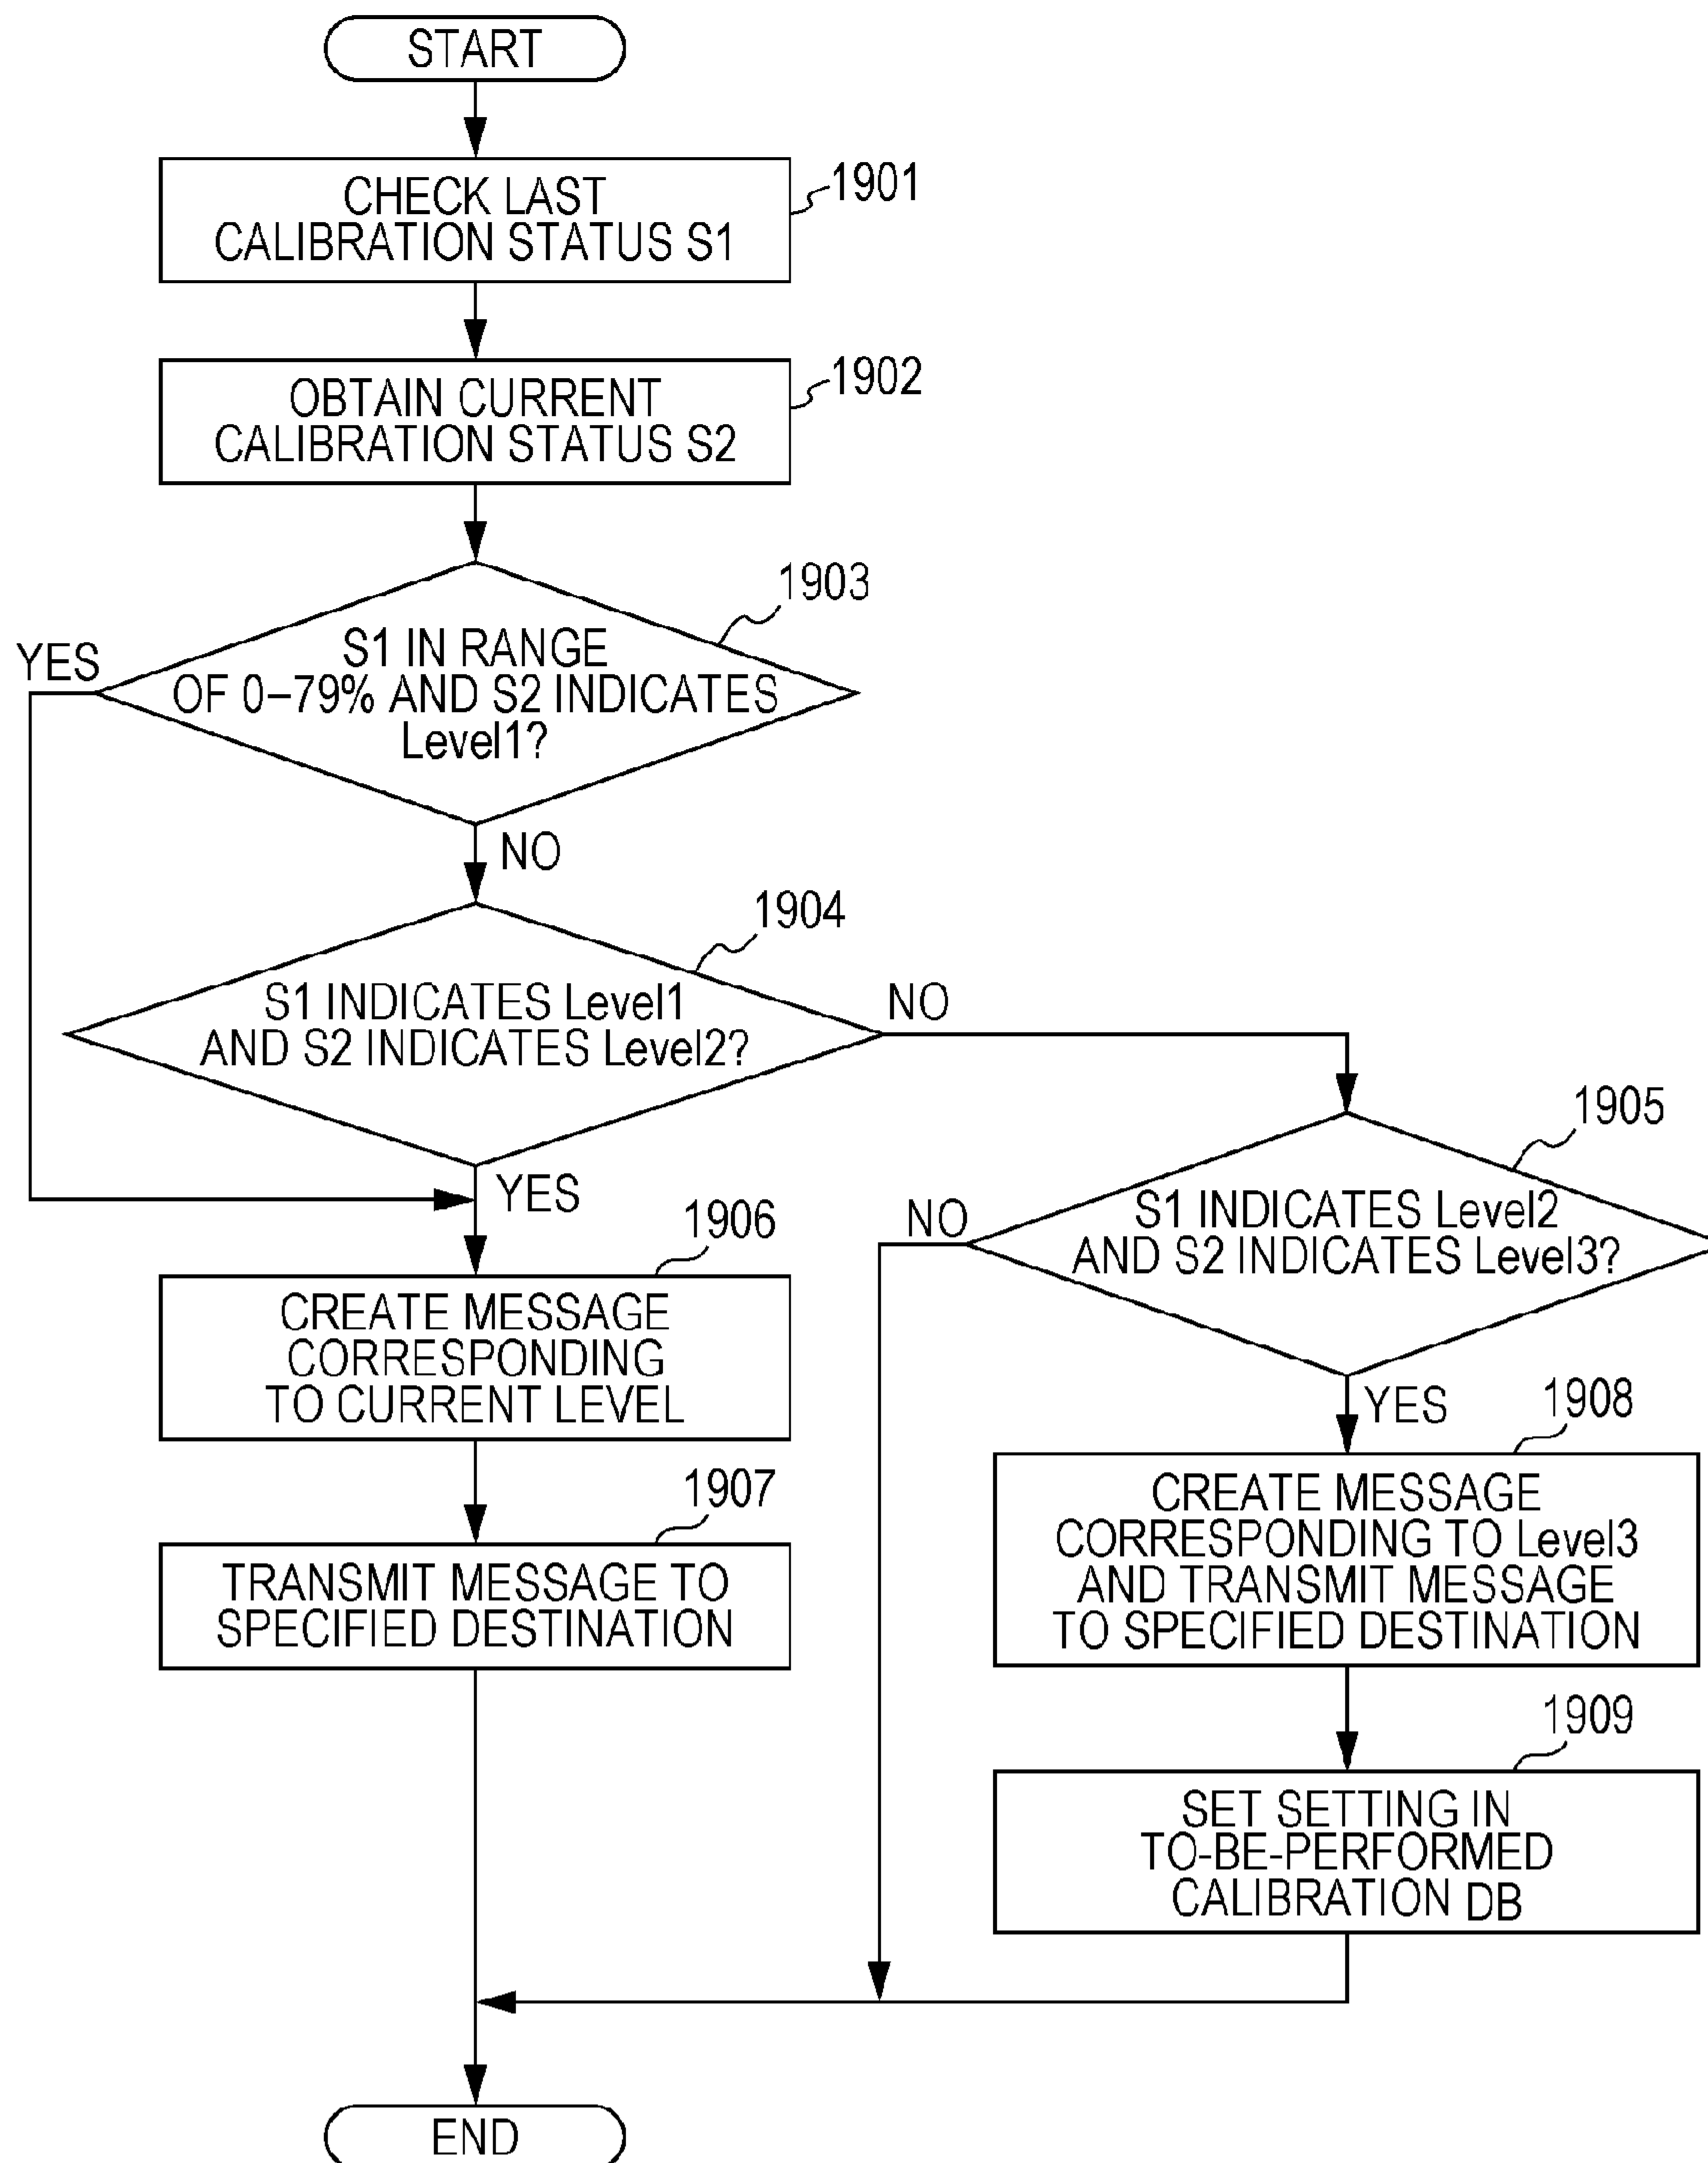 START
CHECK LAST
CALIBRATION STATUS S1
1901
OBTAIN CURRENT
CALIBRATION STATUS S2
1902
1903
YES
S1 IN RANGE
OF 0–79% AND S2 INDICATES
Level1?
NO
1904
S1 INDICATES Level1
AND S2 INDICATES Level2?
NO
YES
1905
S1 INDICATES Level2
AND S2 INDICATES Level3?
NO
YES
1906
CREATE MESSAGE
CORRESPONDING
TO CURRENT LEVEL
1907
TRANSMIT MESSAGE TO
SPECIFIED DESTINATION
1908
CREATE MESSAGE
CORRESPONDING TO Level3
AND TRANSMIT MESSAGE
TO SPECIFIED DESTINATION
1909
SET SETTING IN
TO-BE-PERFORMED
CALIBRATION DB
END